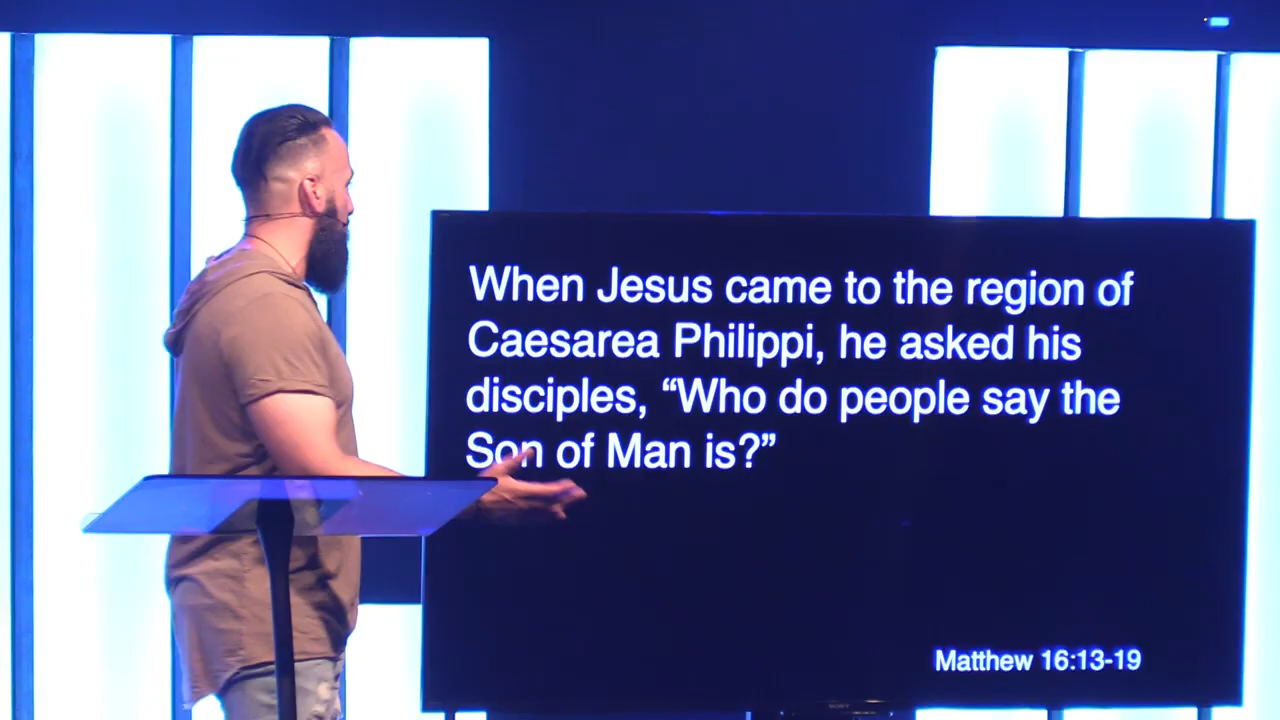 When Jesus came to the region of
Caesarea Philippi, he asked his
disciples, “Who do people say the
Son of Man is?”
Matthew 16:13-19
SONY